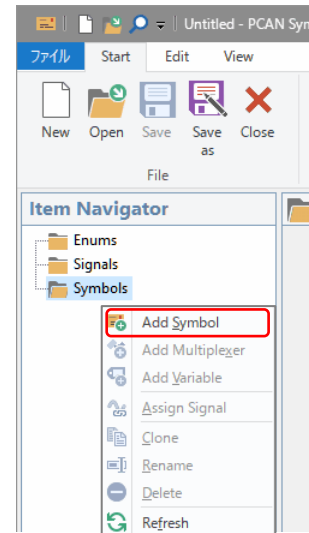 Untitled - PCAN Sym
ファイル Start Edit View
New Open Save Save as Close
File
Item Navigator
Enums
Signals
Symbols
Add Symbol
Add Multiplexer
Add Variable
Assign Signal
Clone
Rename
Delete
Refresh